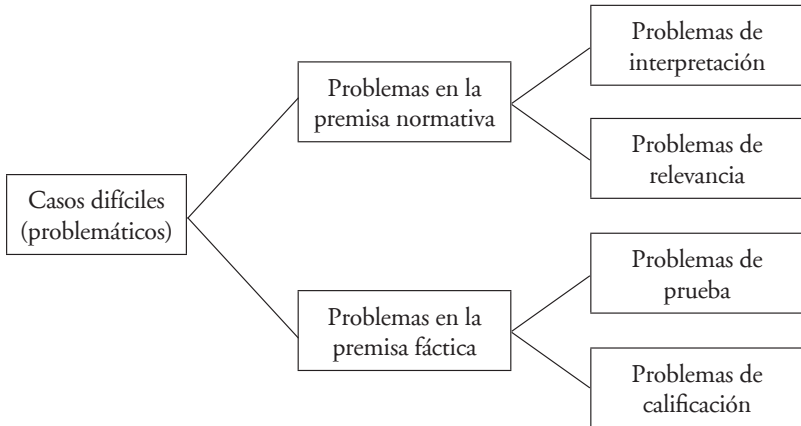 Problemas de
interpretación
Problemas en la
premisa normativa
Problemas de
relevancia
Casos difíciles
(problemáticos)
Problemas de
prueba
Problemas en la
premisa fáctica
Problemas de
calificación